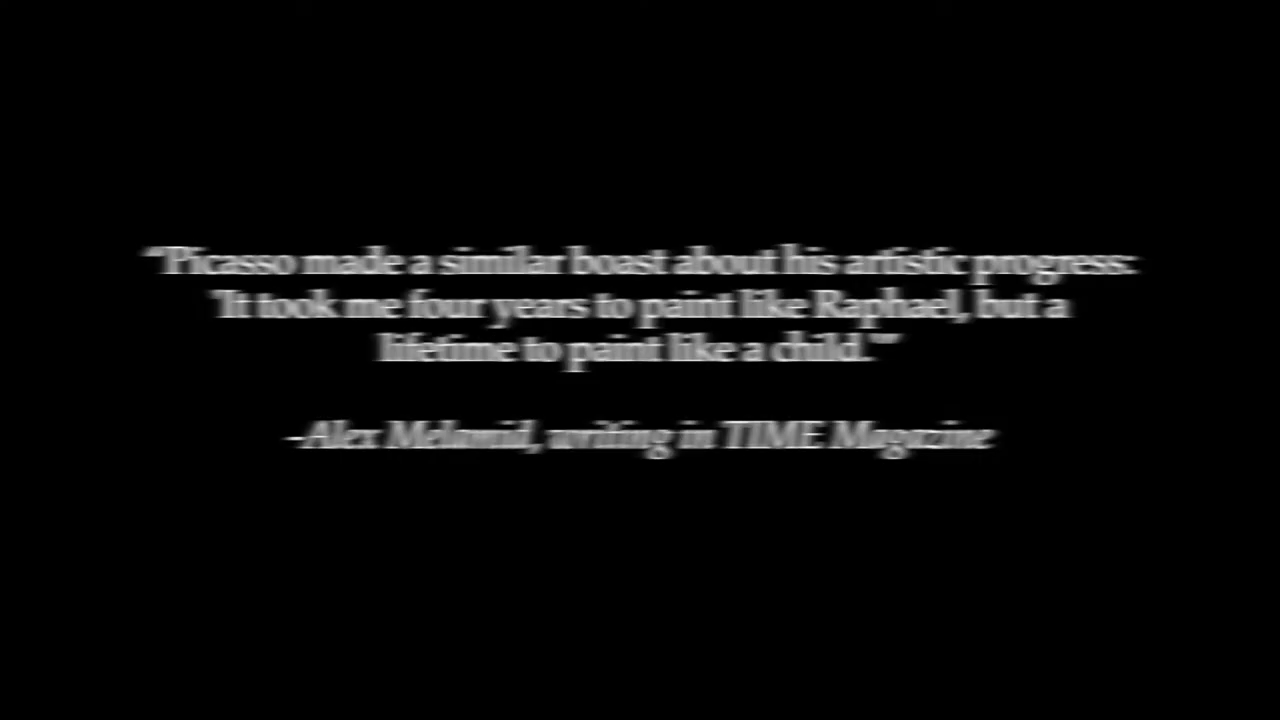 "Picasso made a similar boast about his artistic progress:
'It took me four years to paint like Raphael, but a
lifetime to paint like a child.'"
-Alex Melamid, writing in TIME Magazine